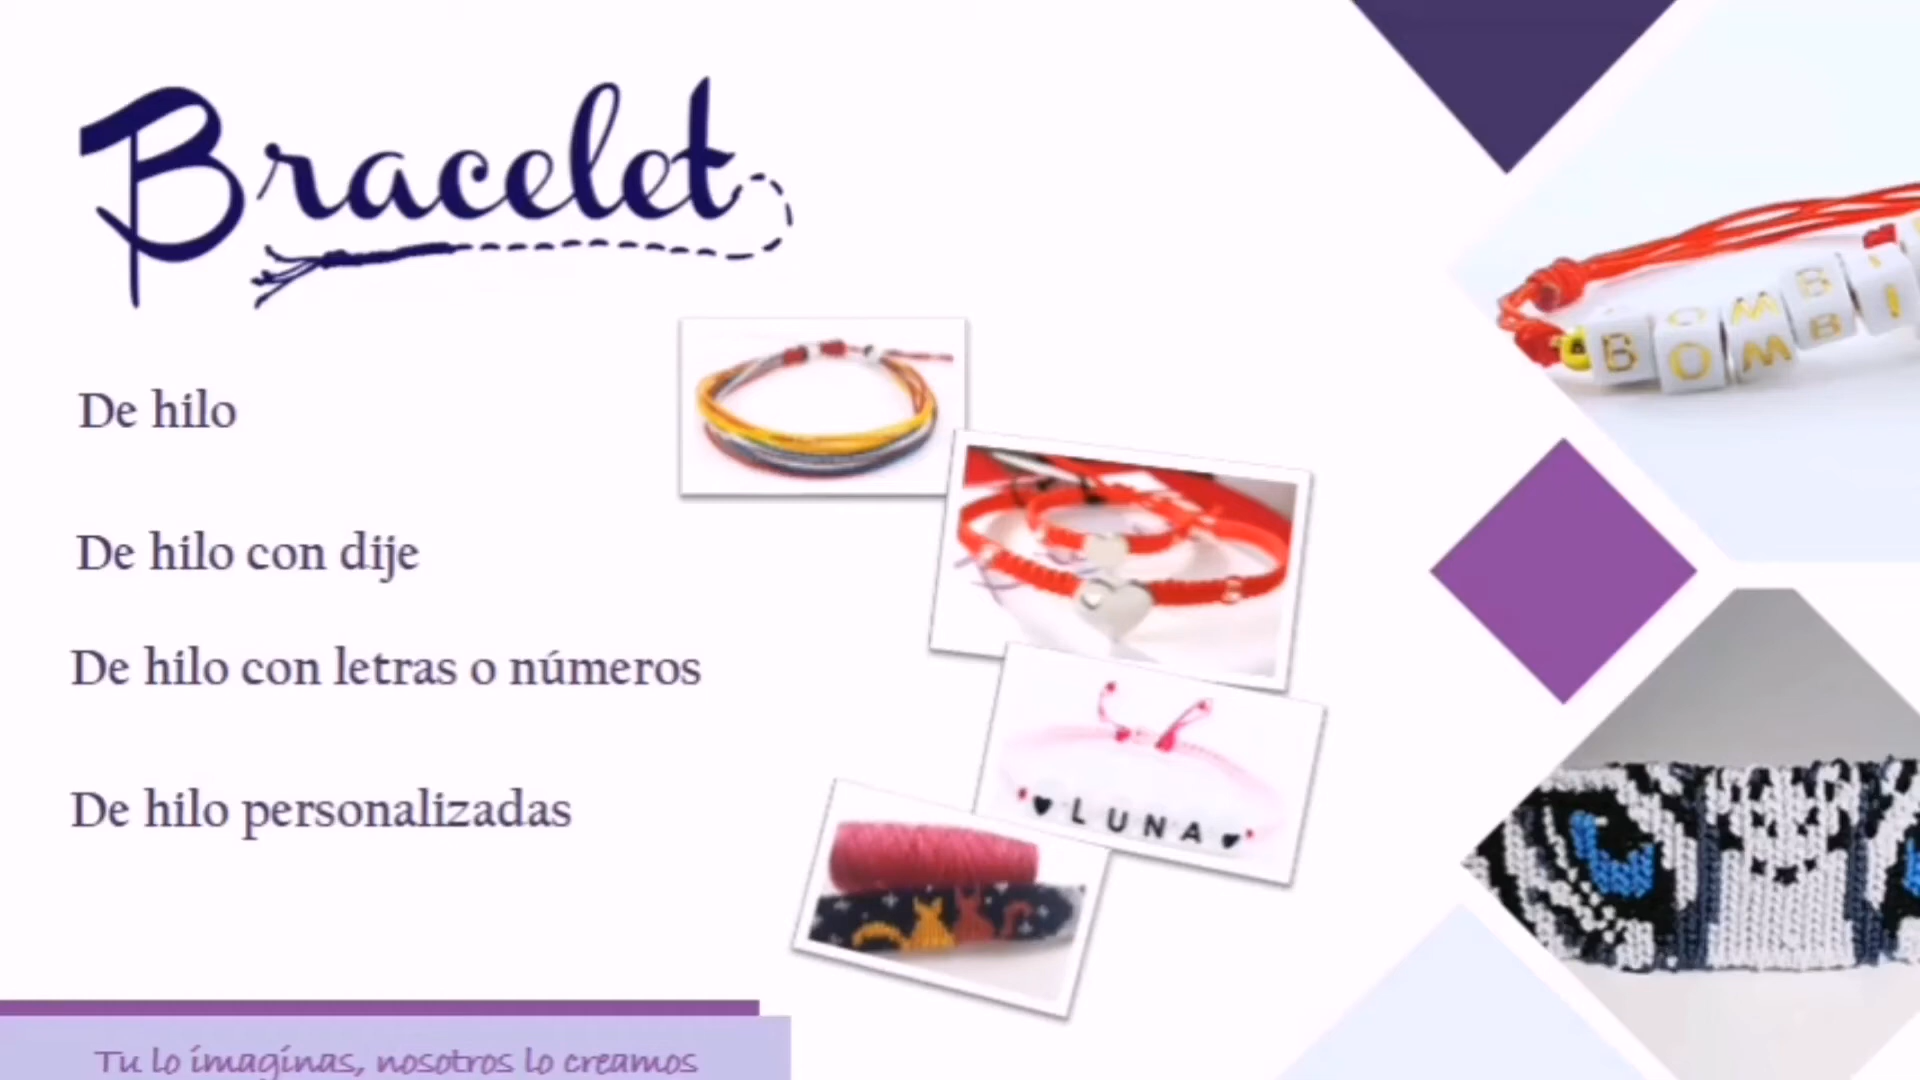 Bracelet
De hilo
De hilo con dije
De hilo con letras o números
De hilo personalizadas
LUNA
BOMBI
Tu lo imaginas, nosotros lo creamos